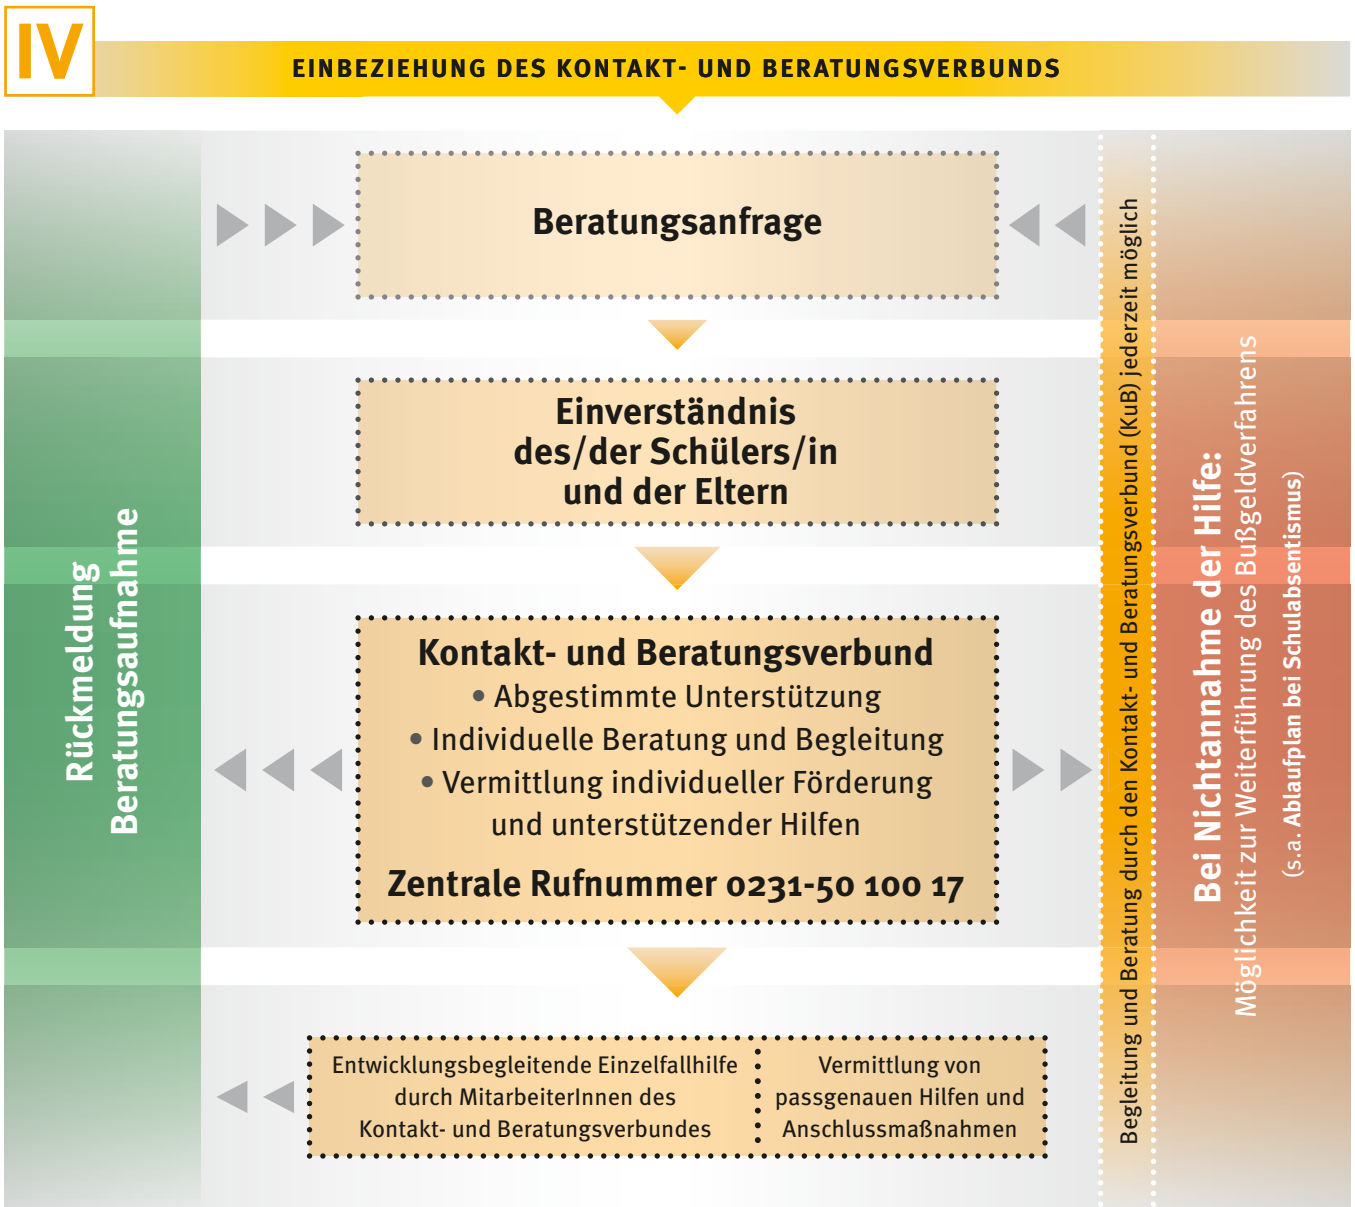 IV
EINBEZIEHUNG DES KONTAKT- UND BERATUNGSVERBUNDS
Beratungsanfrage
Einverständnis
des/der Schülers/in
und der Eltern
Kontakt- und Beratungsverbund
• Abgestimmte Unterstützung
• Individuelle Beratung und Begleitung
• Vermittlung individueller Förderung
und unterstützender Hilfen
Zentrale Rufnummer 0231-50 100 17
Entwicklungsbegleitende Einzelfallhilfe
durch MitarbeiterInnen des
Kontakt- und Beratungsverbundes
Vermittlung von
passgenauen Hilfen und
Anschlussmaßnahmen
Rückmeldung
Beratungsaufnahme
Begleitung und Beratung durch den Kontakt- und Beratungsverbund (KuB) jederzeit möglich
Bei Nichtannahme der Hilfe:
Möglichkeit zur Weiterführung des Bußgeldverfahrens
(s.a. Ablaufplan bei Schulabsentismus)